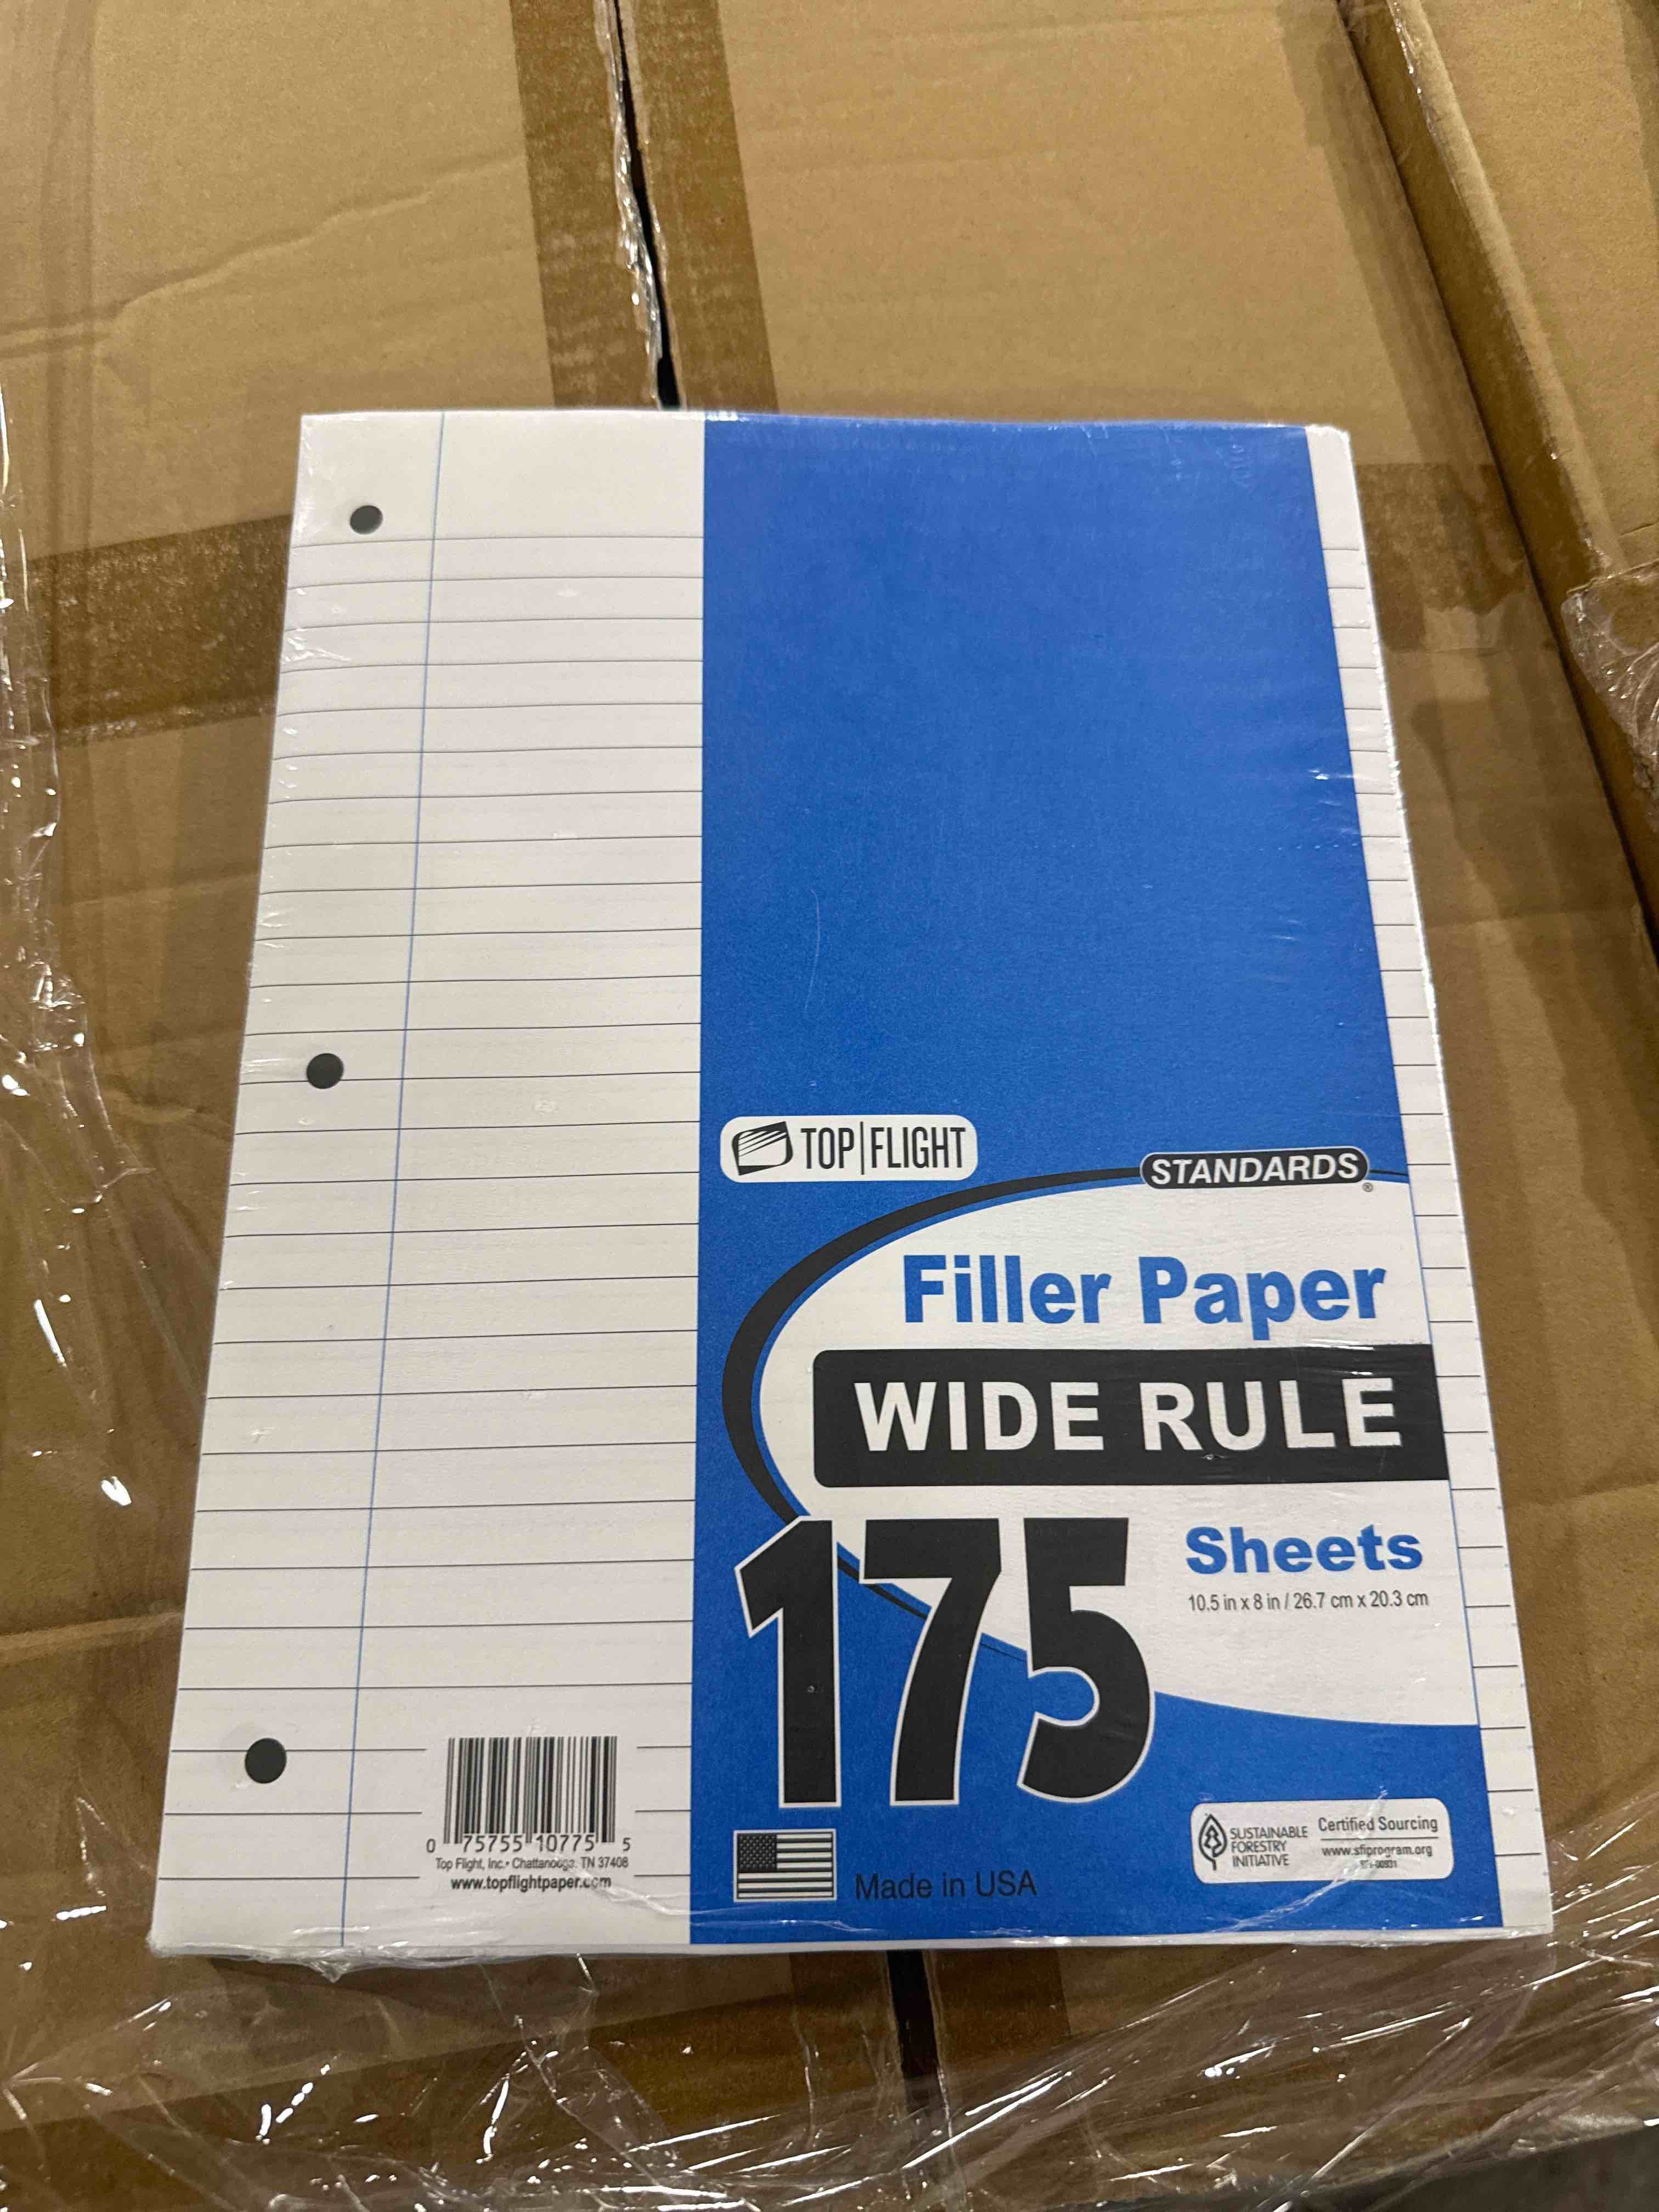 TOP FLIGHT
STANDARDS
®
Filler Paper
WIDE RULE
175
Sheets
10.5 in x 8 in / 26.7 cm x 20.3 cm
0 75755 10775 5
Top Flight, Inc. • Chattanooga, TN 37408
www.topflightpaper.com
Made in USA
SUSTAINABLE
FORESTRY
INITIATIVE
Certified Sourcing
www.sfiprogram.org